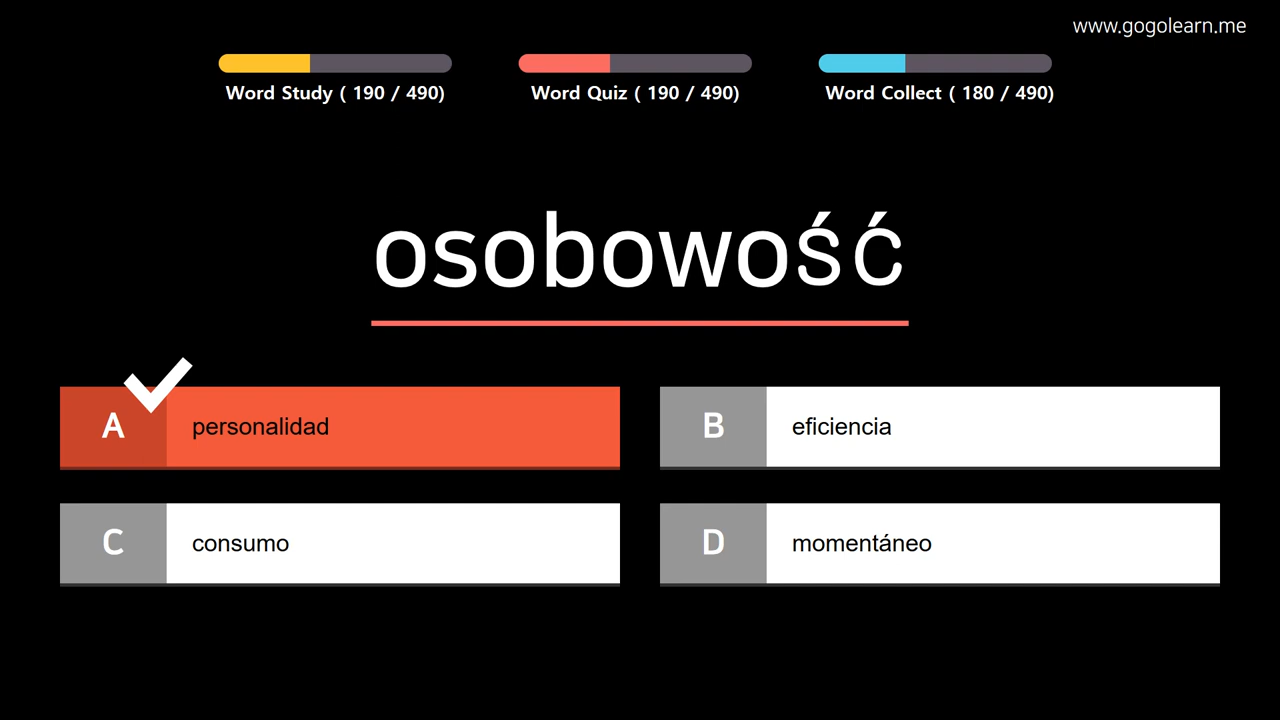 www.gogolearn.me
Word Study ( 190 / 490)
Word Quiz ( 190 / 490)
Word Collect ( 180 / 490)
osobowość
A personalidad
B eficiencia
C consumo
D momentáneo